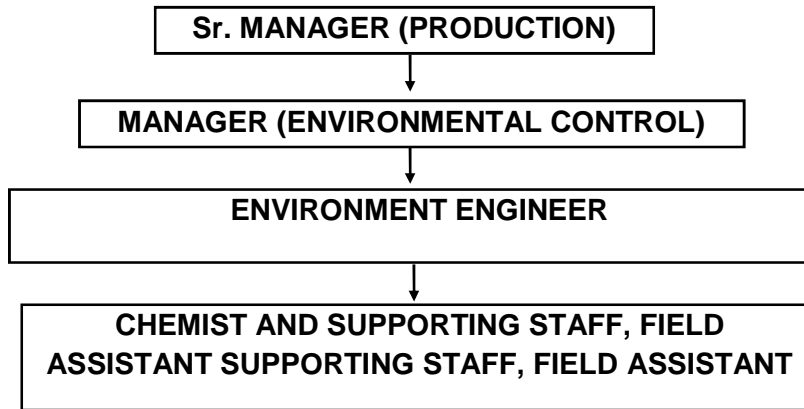 Sr. MANAGER (PRODUCTION)
MANAGER (ENVIRONMENTAL CONTROL)
ENVIRONMENT ENGINEER
CHEMIST AND SUPPORTING STAFF, FIELD
ASSISTANT SUPPORTING STAFF, FIELD ASSISTANT